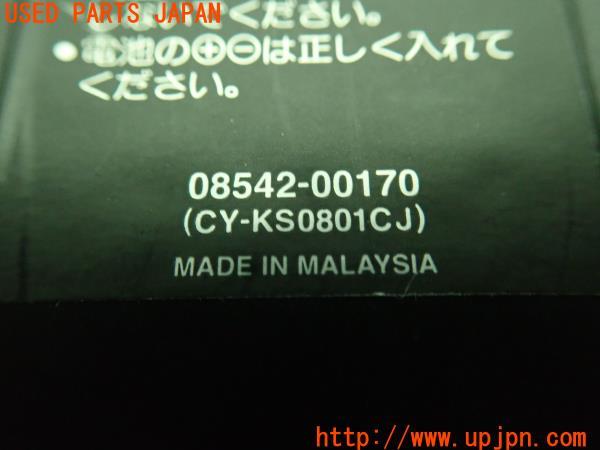 USED PARTS JAPAN
ください。
●電池の⊕⊖は正しく入れて
ください。
08542-00170
(CY-KS0801CJ)
MADE IN MALAYSIA
http://www.upjpn.com